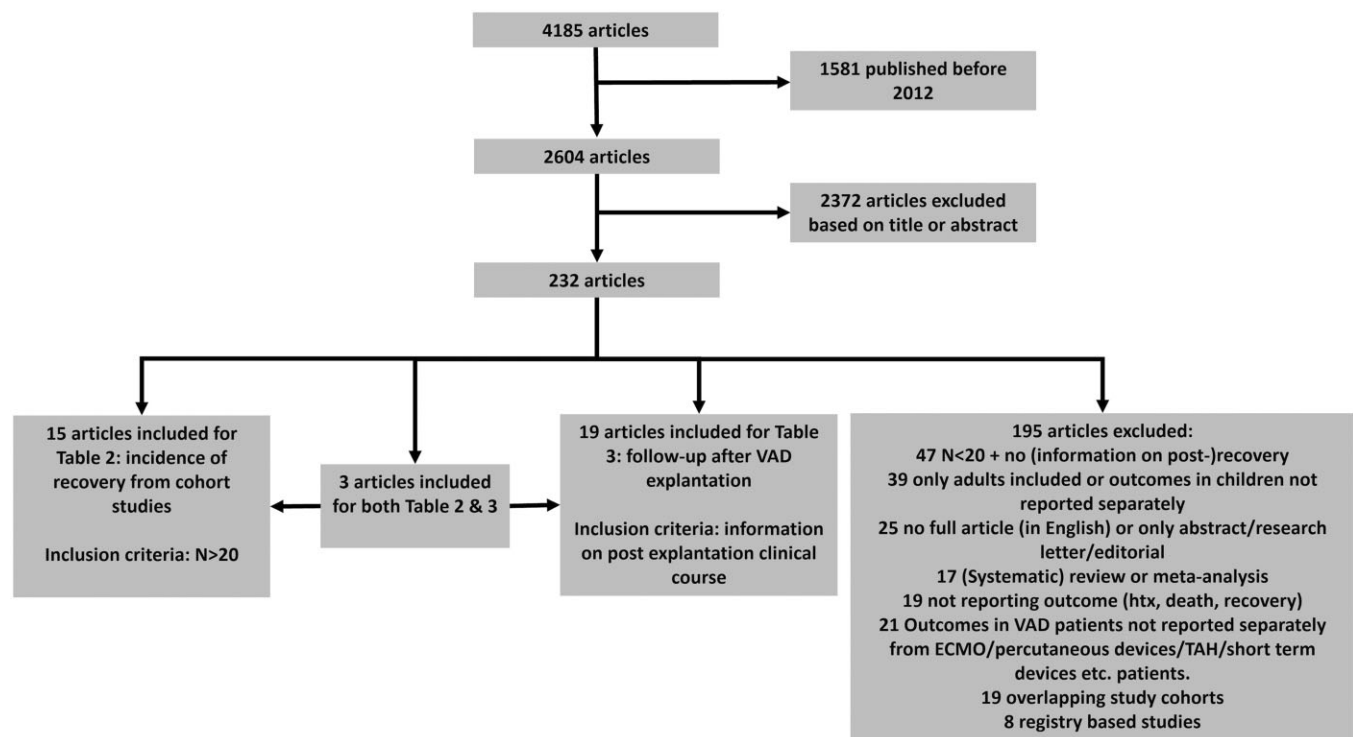 4185 articles
1581 published before
2012
2604 articles
2372 articles excluded
based on title or abstract
232 articles
15 articles included for
Table 2: incidence of
recovery from cohort
studies
Inclusion criteria: N>20
3 articles included
for both Table 2 & 3
19 articles included for Table
3: follow-up after VAD
explantation
Inclusion criteria: information
on post explantation clinical
course
195 articles excluded:
47 N<20 + no (information on post-)recovery
39 only adults included or outcomes in children not
reported separately
25 no full article (in English) or only abstract/research
letter/editorial
17 (Systematic) review or meta-analysis
19 not reporting outcome (htx, death, recovery)
21 Outcomes in VAD patients not reported separately
from ECMO/percutaneous devices/TAH/short term
devices etc. patients.
19 overlapping study cohorts
8 registry based studies